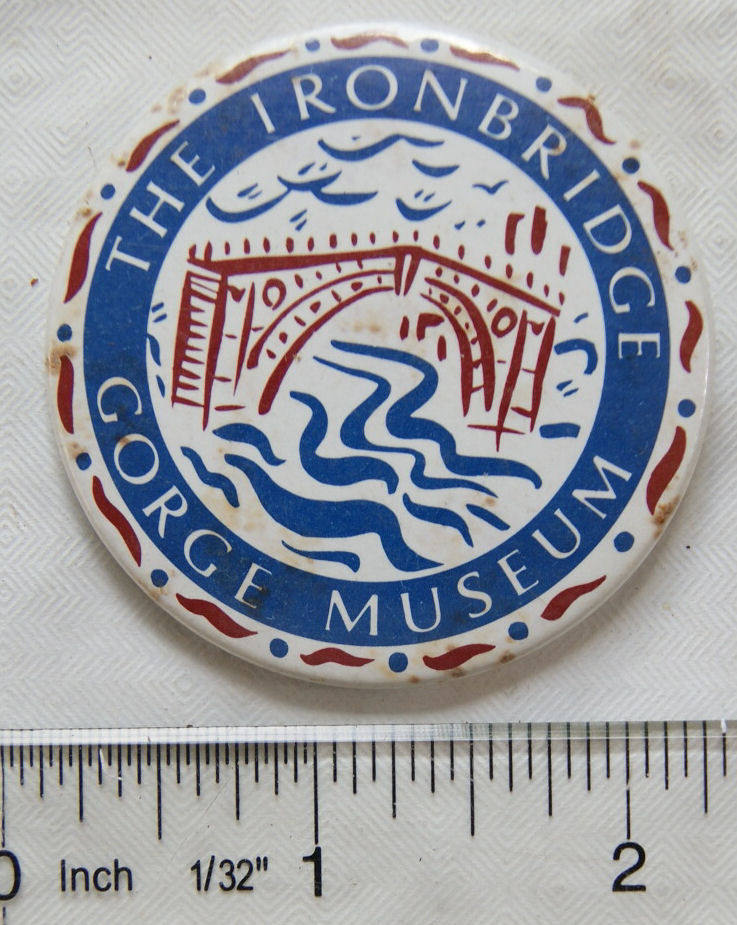 THE IRONBRIDGE
GORGE MUSEUM
0 Inch 1/32" 1 2